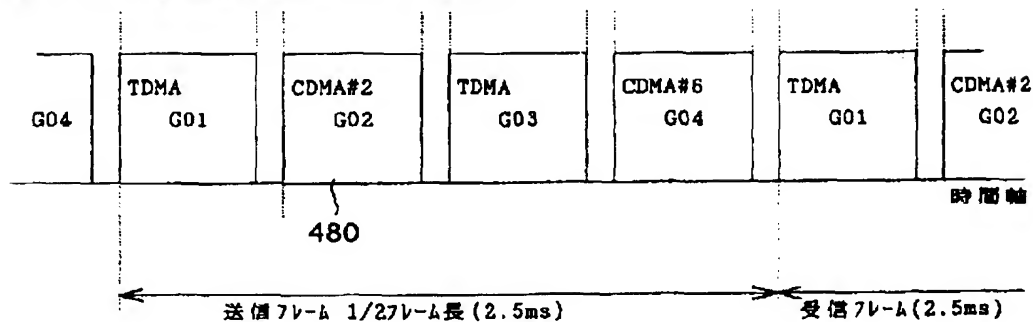 TDMA CDMA#2 TDMA CDMA#6 TDMA CDMA#2
G04 G01 G02 G03 G04 G01 G02
時間軸
480
送信フレーム 1/2フレーム長(2.5ms) 受信フレーム(2.5ms)